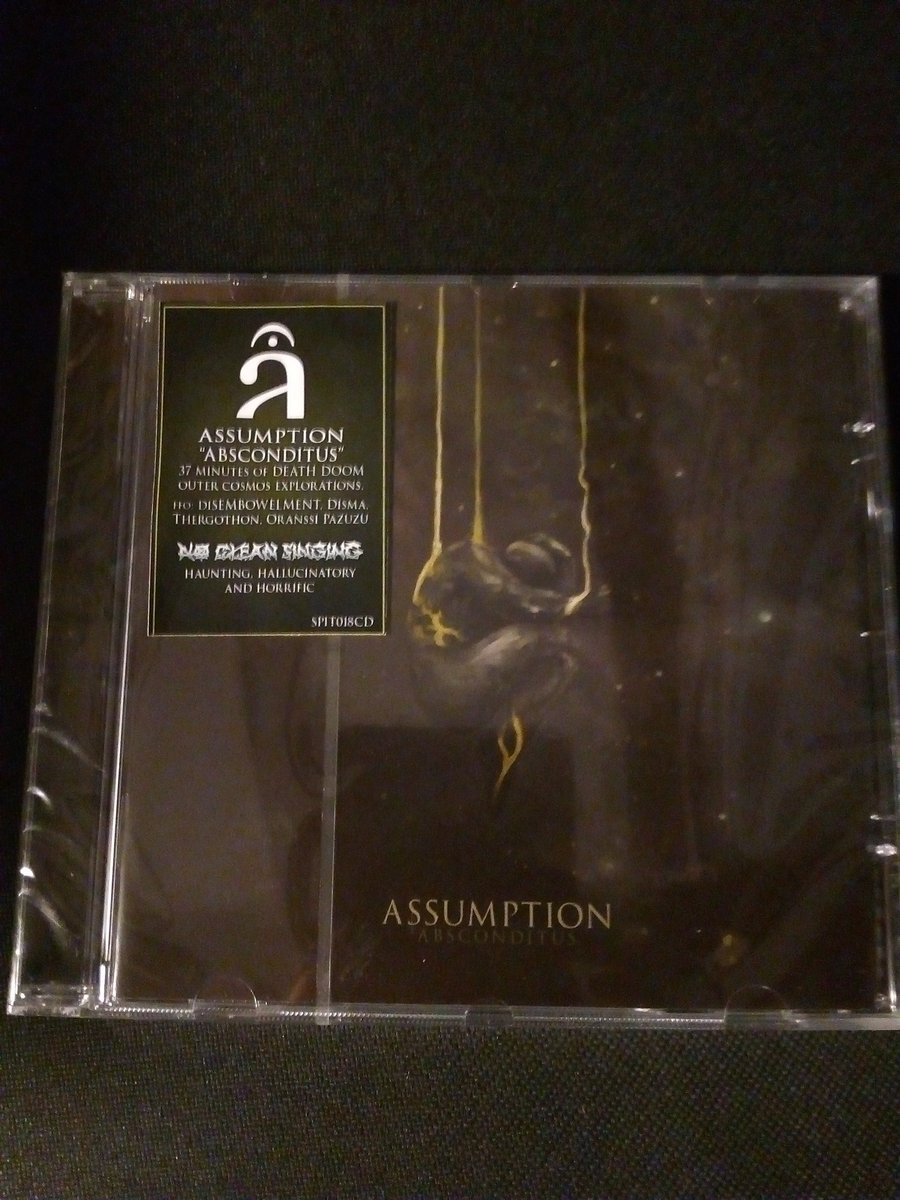 ASSUMPTION
"ABSCONDITUS"
37 MINUTES OF DEATH DOOM
OUTER COSMOS EXPLORATIONS.
FFO: DISEMBOWELMENT, DISMA,
THERGOTHON, ORANSSI PAZUZU
NO CLEAN SINGING
HAUNTING, HALLUCINATORY
AND HORRIFIC
SPIT018CD
ASSUMPTION
ABSCONDITUS